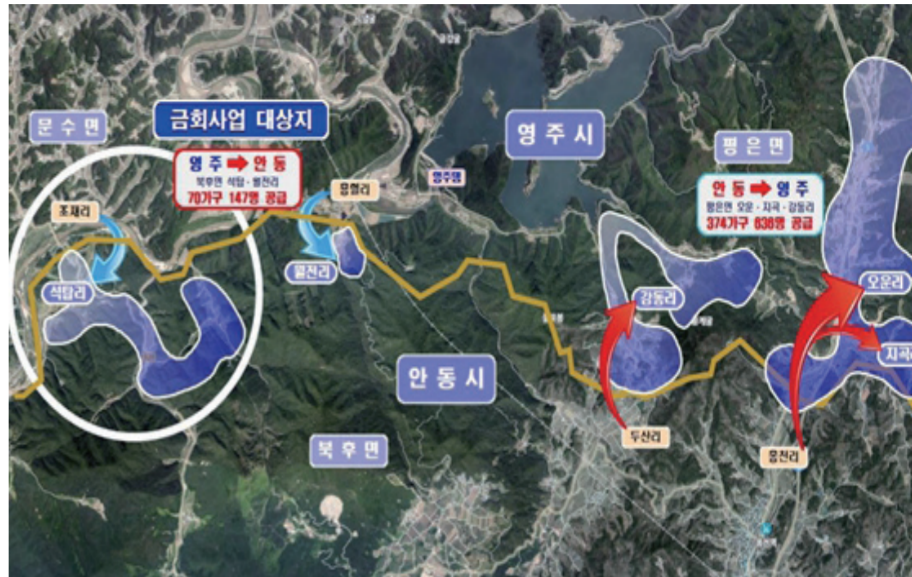 문수면
금회사업 대상지
영주 ➡ 안동
북후면 석탑·월전리
70가구 147명 공급
조제리
석탑리
월전리
영주댐
영주시
평은면
안동 ➡ 영주
평은면 오운·지곡·강동리
374가구 636명 공급
강동리
오운리
지곡
안동시
북후면
두산리
옹천리